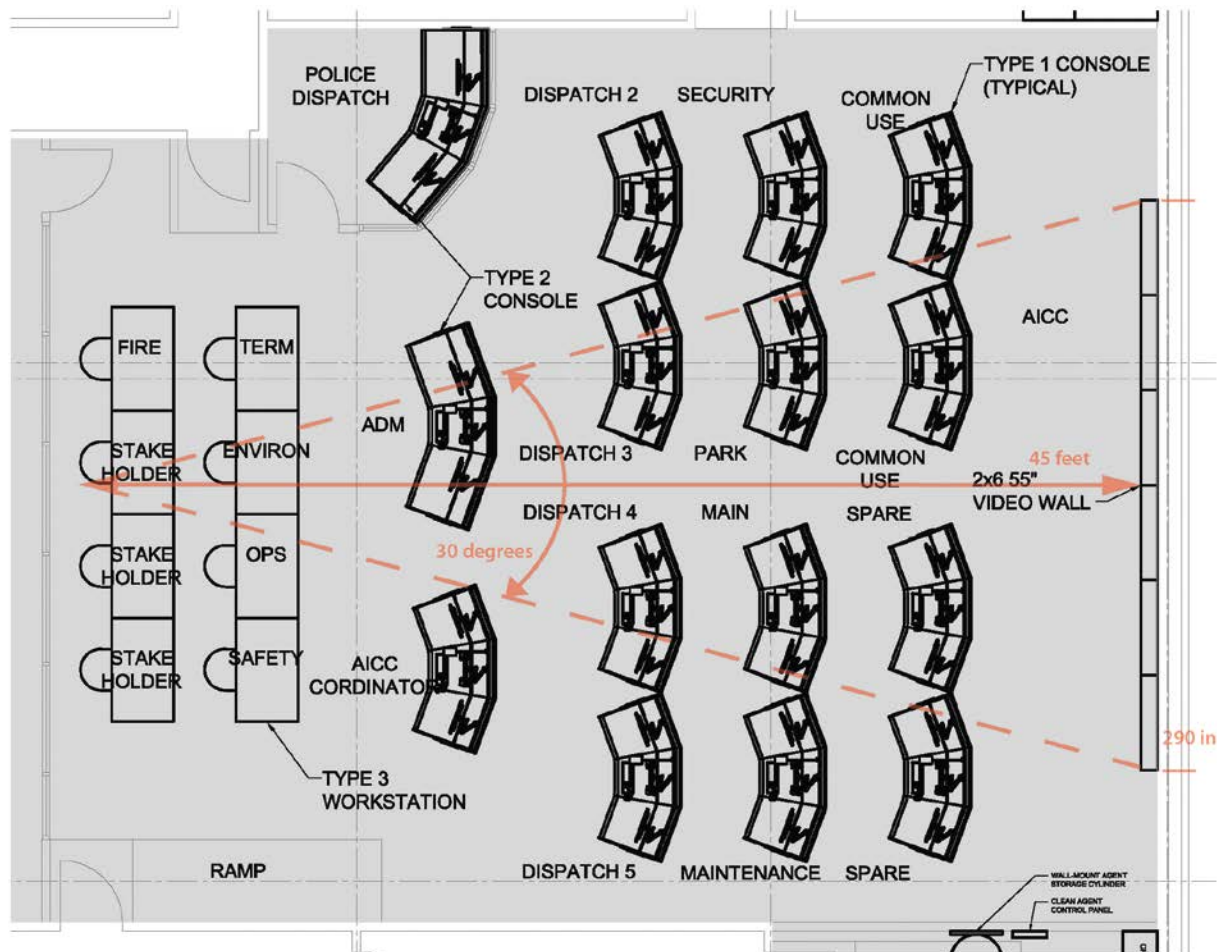 POLICE
DISPATCH
DISPATCH 2
SECURITY
COMMON
USE
TYPE 1 CONSOLE
(TYPICAL)
TYPE 2
CONSOLE
AICC
FIRE
TERM
ADM
STAKE
HOLDER
ENVIRON
DISPATCH 3
PARK
COMMON
USE
45 feet
2x6 55"
VIDEO WALL
DISPATCH 4
MAIN
SPARE
30 degrees
STAKE
HOLDER
OPS
STAKE
HOLDER
SAFETY
AICC
CORDINATOR
290 in
TYPE 3
WORKSTATION
RAMP
DISPATCH 5
MAINTENANCE
SPARE
WALL-MOUNT AGENT
STORAGE CYLINDER
CLEAN AGENT
CONTROL PANEL